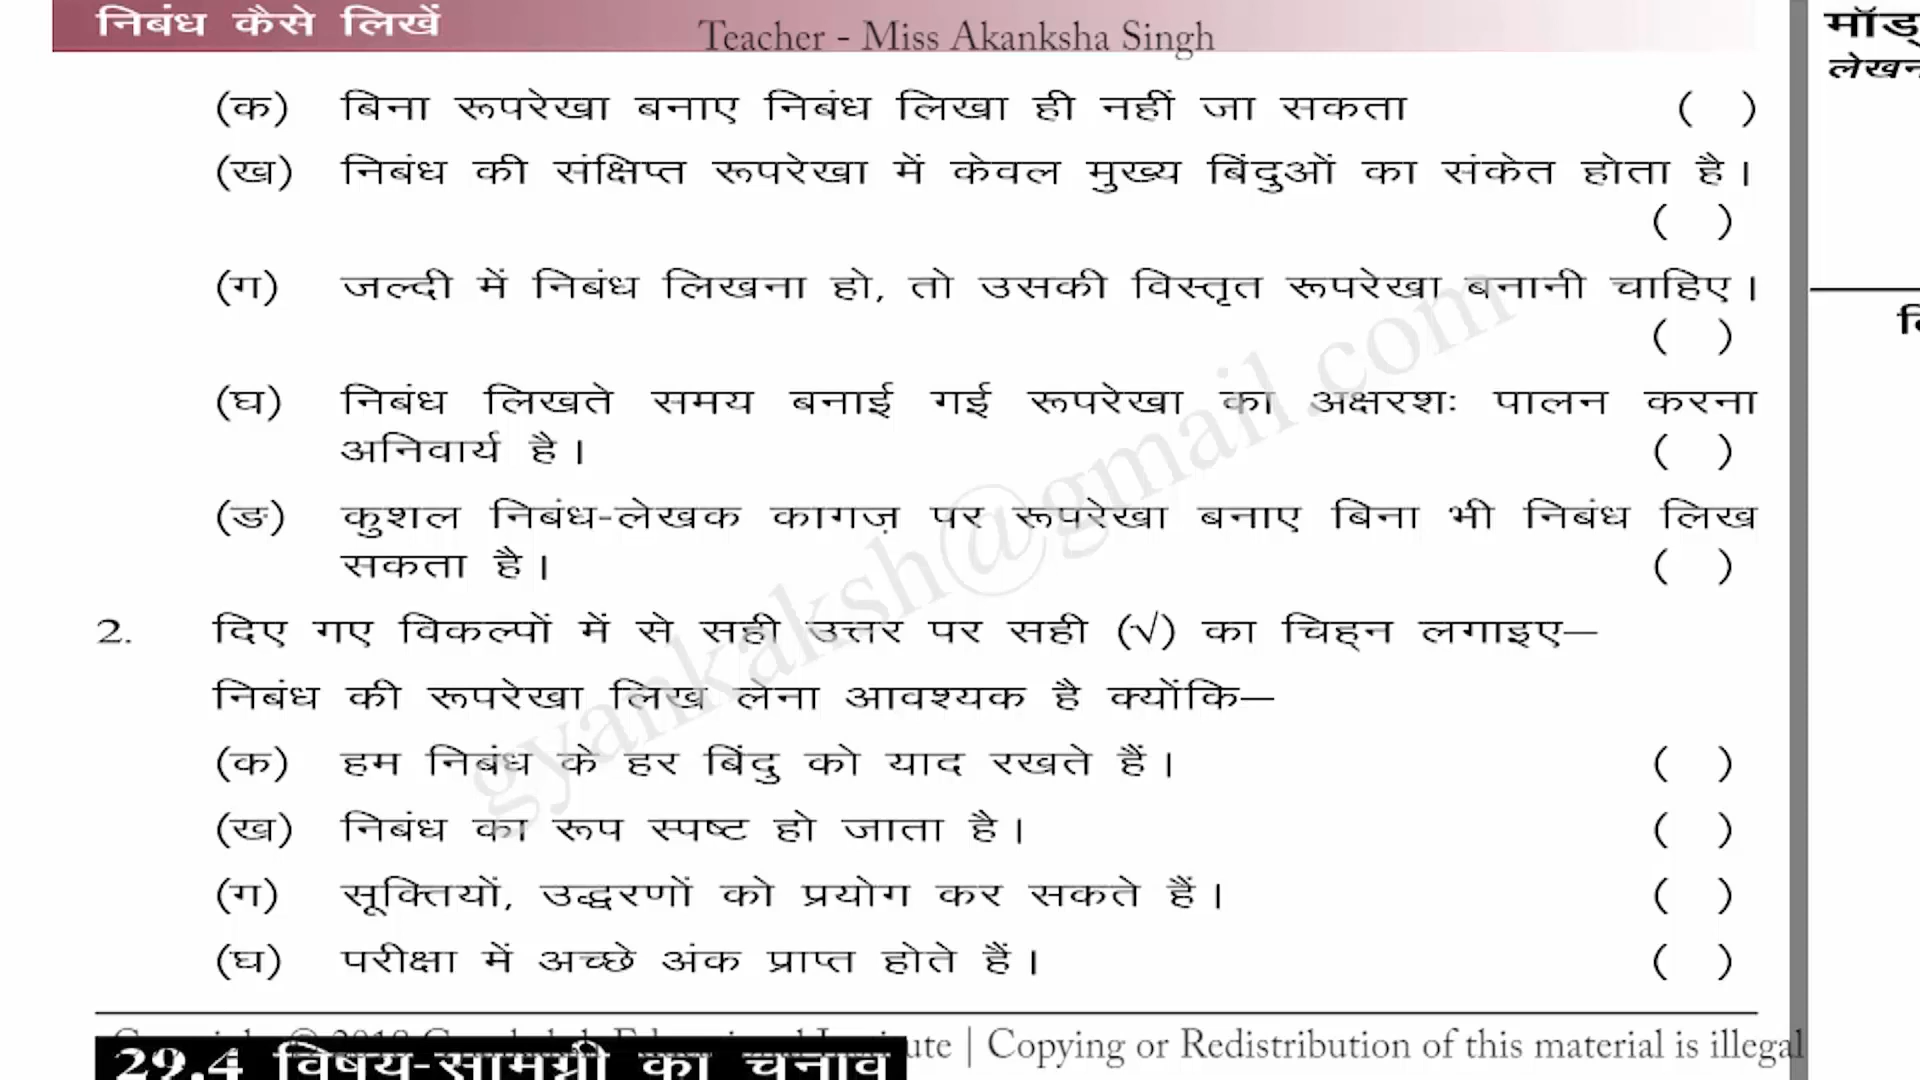 निबंध कैसे लिखें
Teacher - Miss Akanksha Singh
(क) बिना रूपरेखा बनाए निबंध लिखा ही नहीं जा सकता ( )
(ख) निबंध की संक्षिप्त रूपरेखा में केवल मुख्य बिंदुओं का संकेत होता है।
( )
(ग) जल्दी में निबंध लिखना हो, तो उसकी विस्तृत रूपरेखा बनानी चाहिए।
( )
(घ) निबंध लिखते समय बनाई गई रूपरेखा का अक्षरशः पालन करना
अनिवार्य है। ( )
(ङ) कुशल निबंध-लेखक कागज़ पर रूपरेखा बनाए बिना भी निबंध लिख
सकता है। ( )
2. दिए गए विकल्पों में से सही उत्तर पर सही (√) का चिह्न लगाइए—
निबंध की रूपरेखा लिख लेना आवश्यक है क्योंकि—
(क) हम निबंध के हर बिंदु को याद रखते हैं। ( )
(ख) निबंध का रूप स्पष्ट हो जाता है। ( )
(ग) सूक्तियों, उद्धरणों को प्रयोग कर सकते हैं। ( )
(घ) परीक्षा में अच्छे अंक प्राप्त होते हैं। ( )
gyankaksh@gmail.com
| Copying or Redistribution of this material is illegal
29.4 विषय-सामग्री का चुनाव